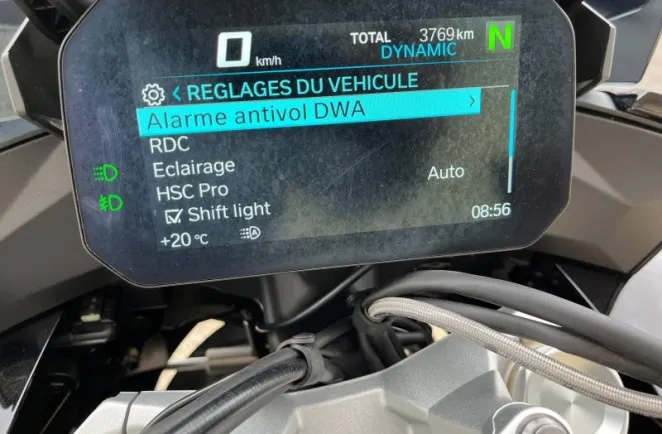 0 km/h TOTAL 3769 km N
DYNAMIC
< REGLAGES DU VEHICULE
Alarme antivol DWA >
RDC
Eclairage Auto
HSC Pro
Shift light
+20 °C A 08:56